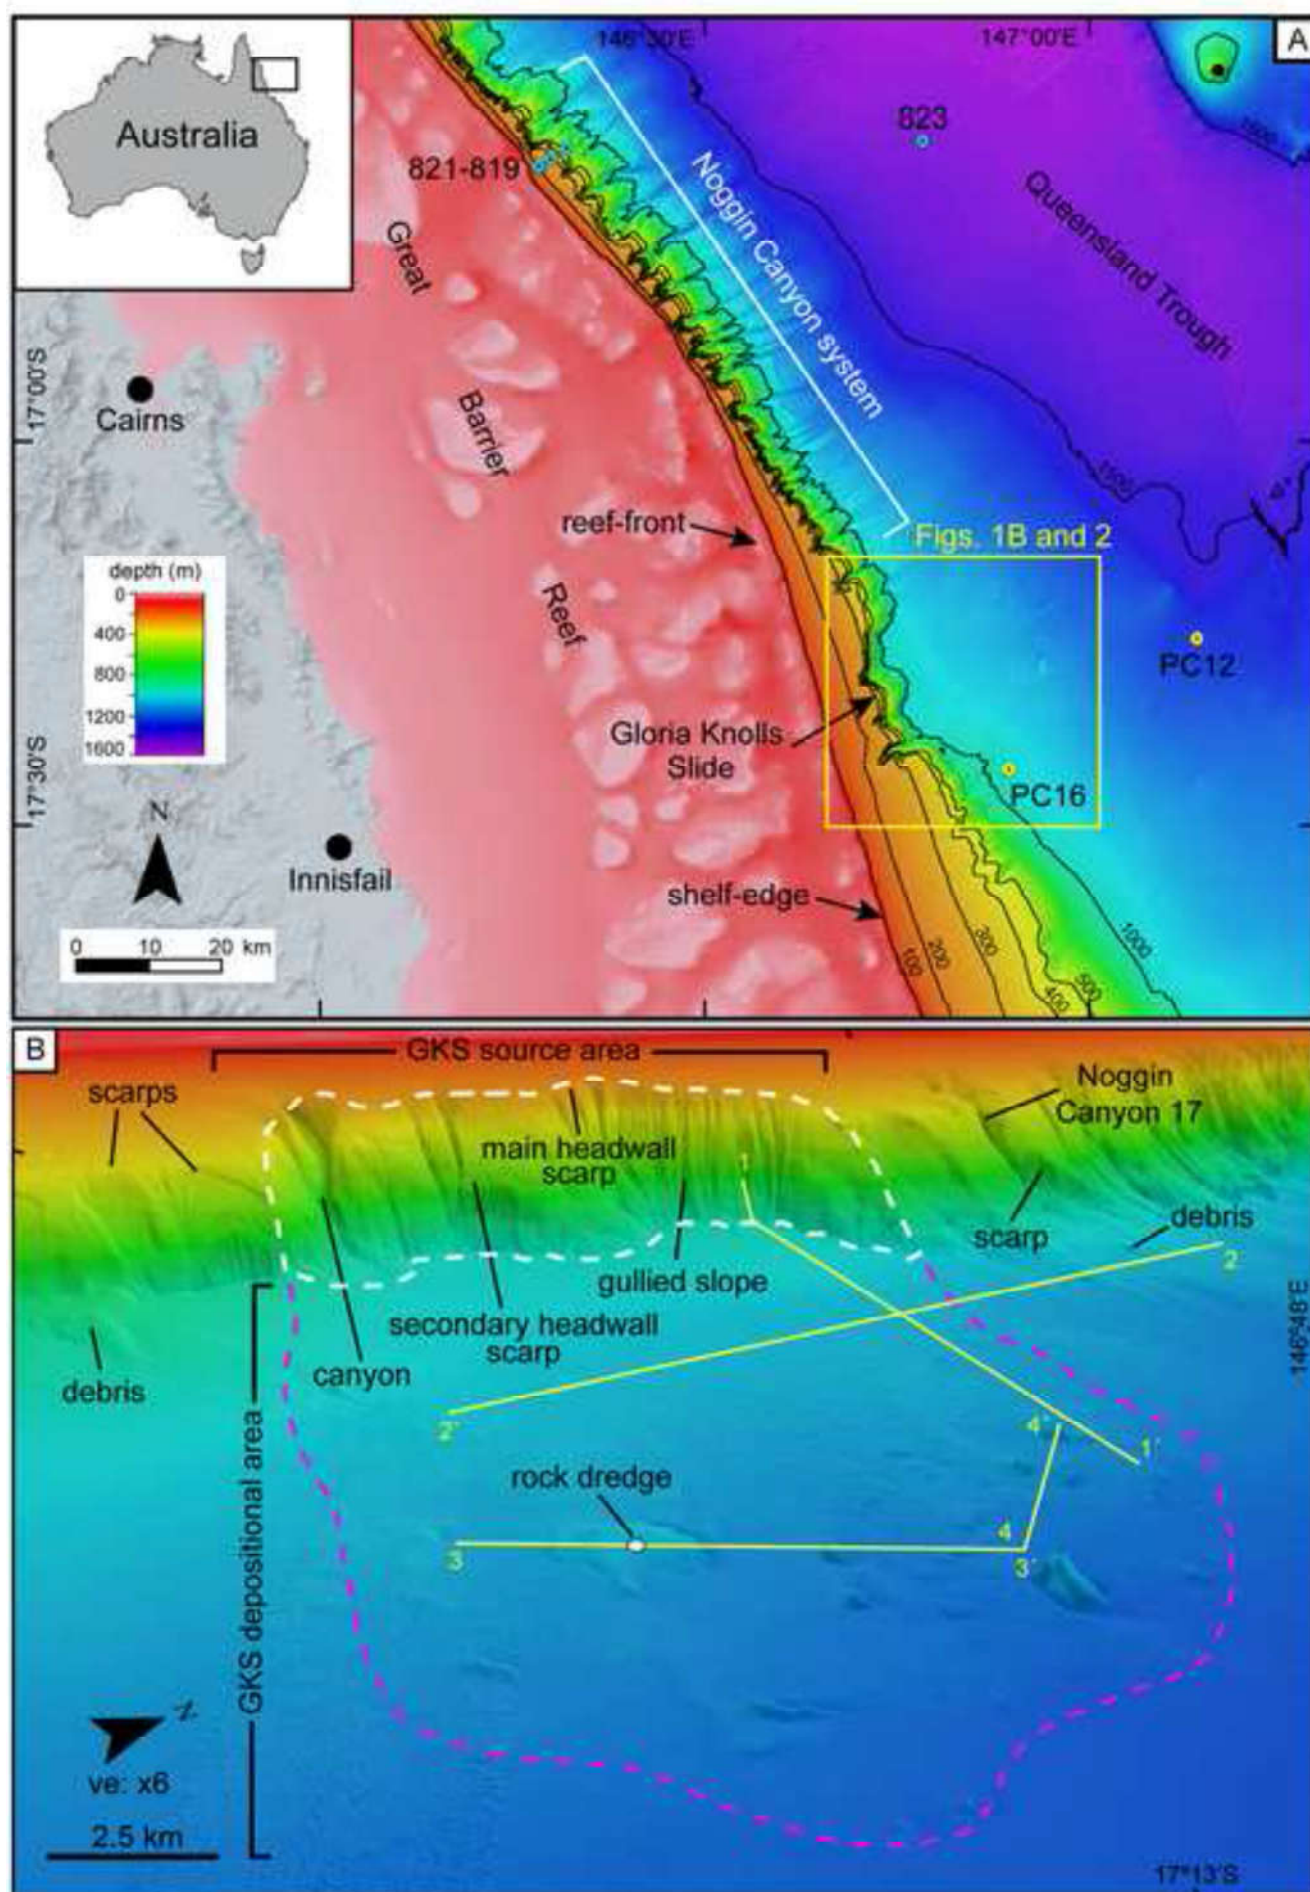 146°30'E
147°00'E
A
Australia
823
821-819
1500
Noggin Canyon system
Queensland Trough
Great
17°00'S
Cairns
Barrier
1500
reef-front
Figs. 1B and 2
depth (m)
0
400
800
1200
1600
Reef
PC12
Gloria Knolls
Slide
PC16
17°30'S
N
Innisfail
shelf-edge
0 10 20 km
100
200
300
400
500
1000
B
GKS source area
scarps
Noggin
Canyon 17
main headwall
scarp
1
scarp
debris
2
gullied slope
secondary headwall
scarp
canyon
debris
146°48'E
2'
4'
1'
GKS depositional area
rock dredge
3
4
3'
N
ve: x6
2.5 km
17°13'S